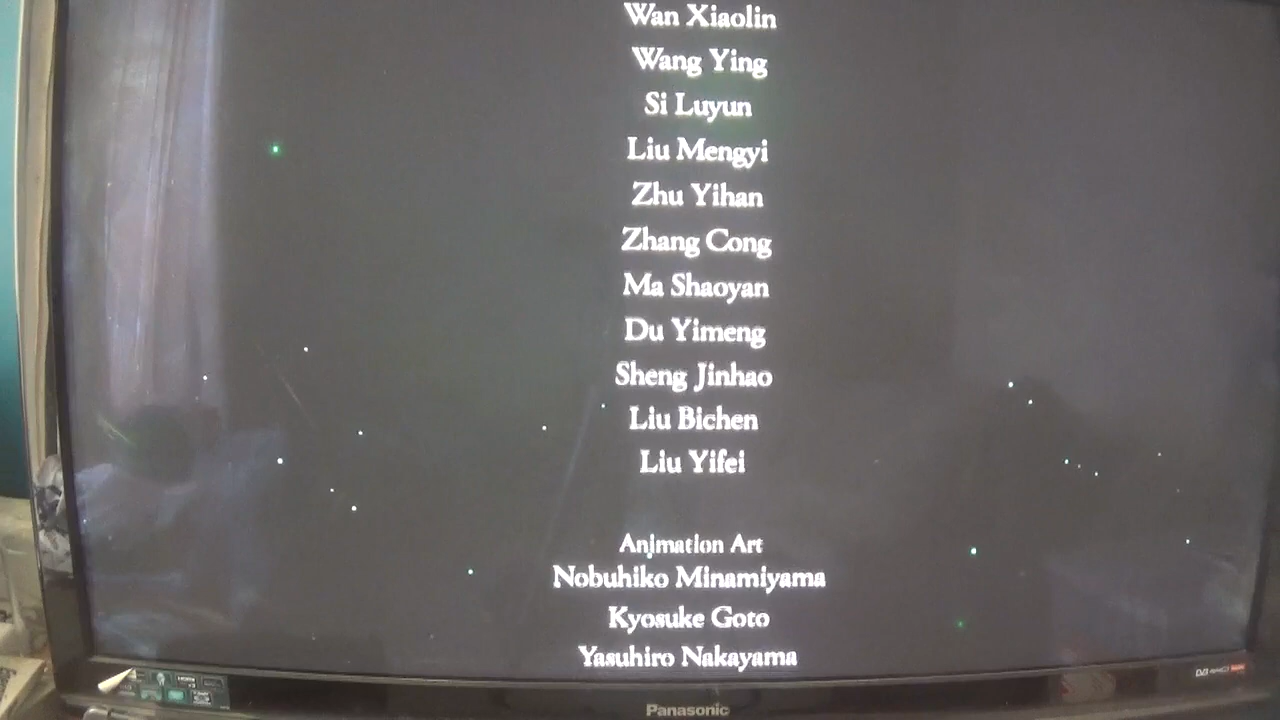 Wan Xiaolin
Wang Ying
Si Luyun
Liu Mengyi
Zhu Yihan
Zhang Cong
Ma Shaoyan
Du Yimeng
Sheng Jinhao
Liu Bichen
Liu Yifei
Animation Art
Nobuhiko Minamiyama
Kyosuke Goto
Yasuhiro Nakayama
Panasonic